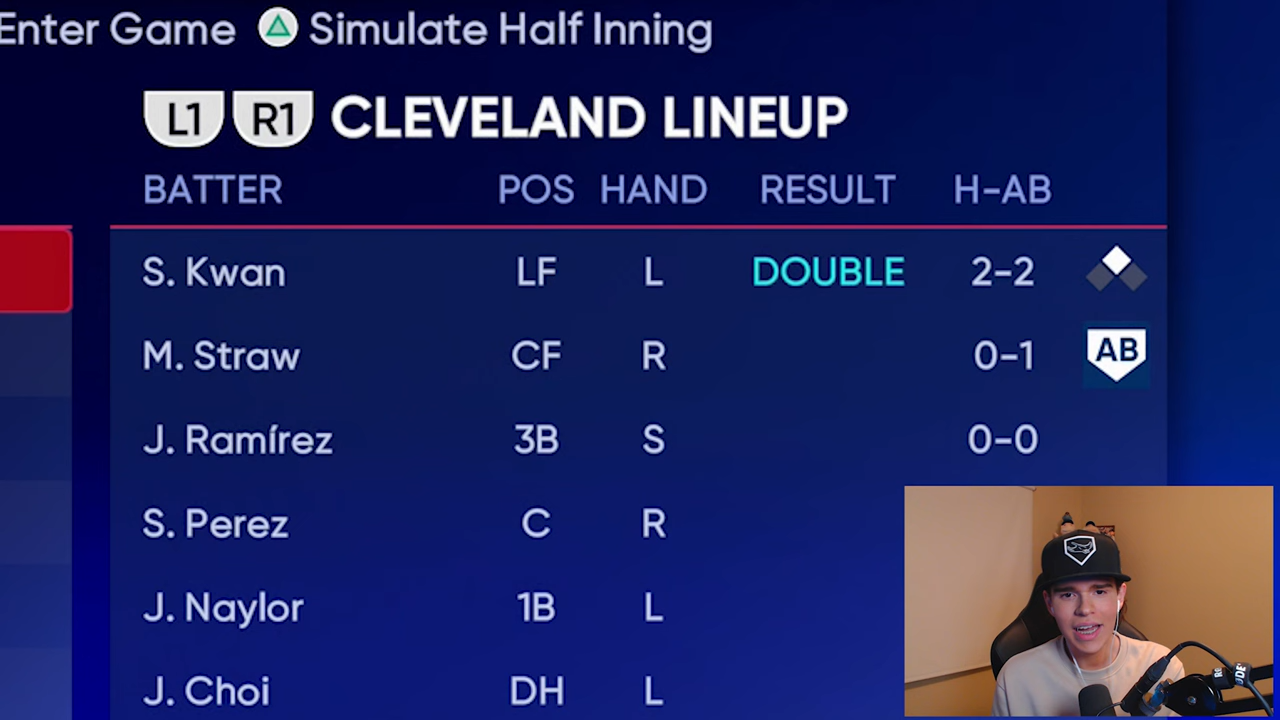 Enter Game Simulate Half Inning
L1 R1 CLEVELAND LINEUP
BATTER POS HAND RESULT H-AB
S. Kwan LF L DOUBLE 2-2
M. Straw CF R 0-1 AB
J. Ramírez 3B S 0-0
S. Perez C R
J. Naylor 1B L
J. Choi DH L